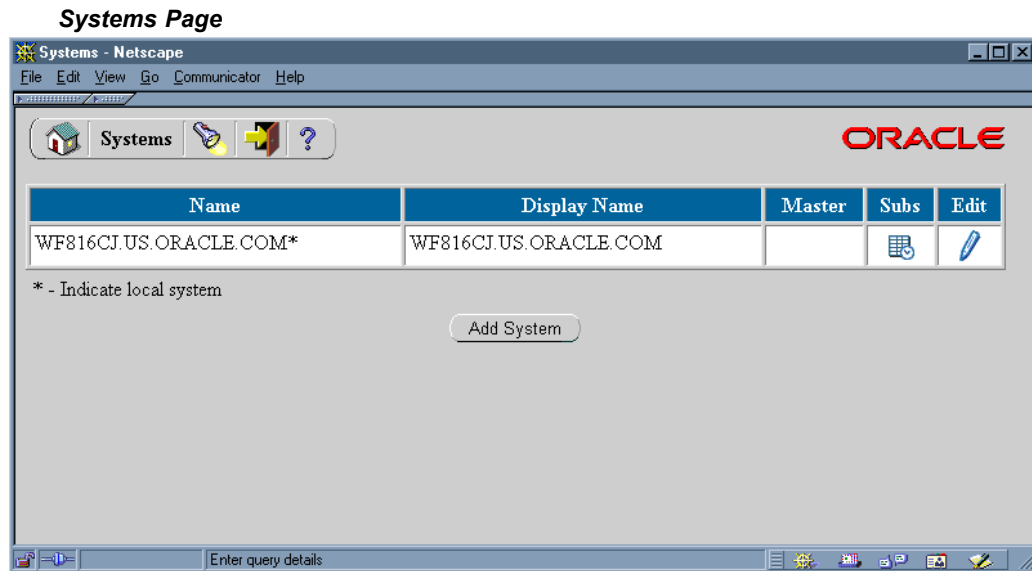 Systems Page
Systems - Netscape
File Edit View Go Communicator Help
Systems ?
ORACLE
Name Display Name Master Subs Edit
WF816CJ.US.ORACLE.COM* WF816CJ.US.ORACLE.COM
* - Indicate local system
Add System
Enter query details